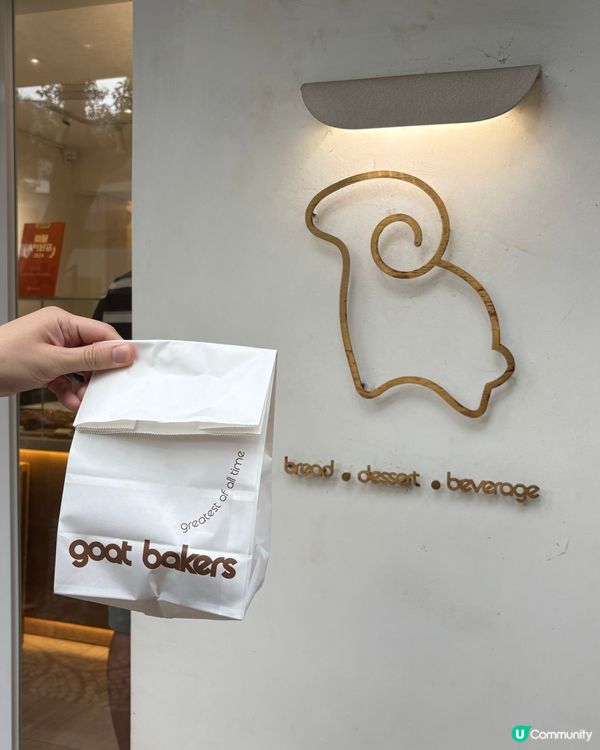 bread • dessert • beverage
greatest of all time
goat bakers
U Community